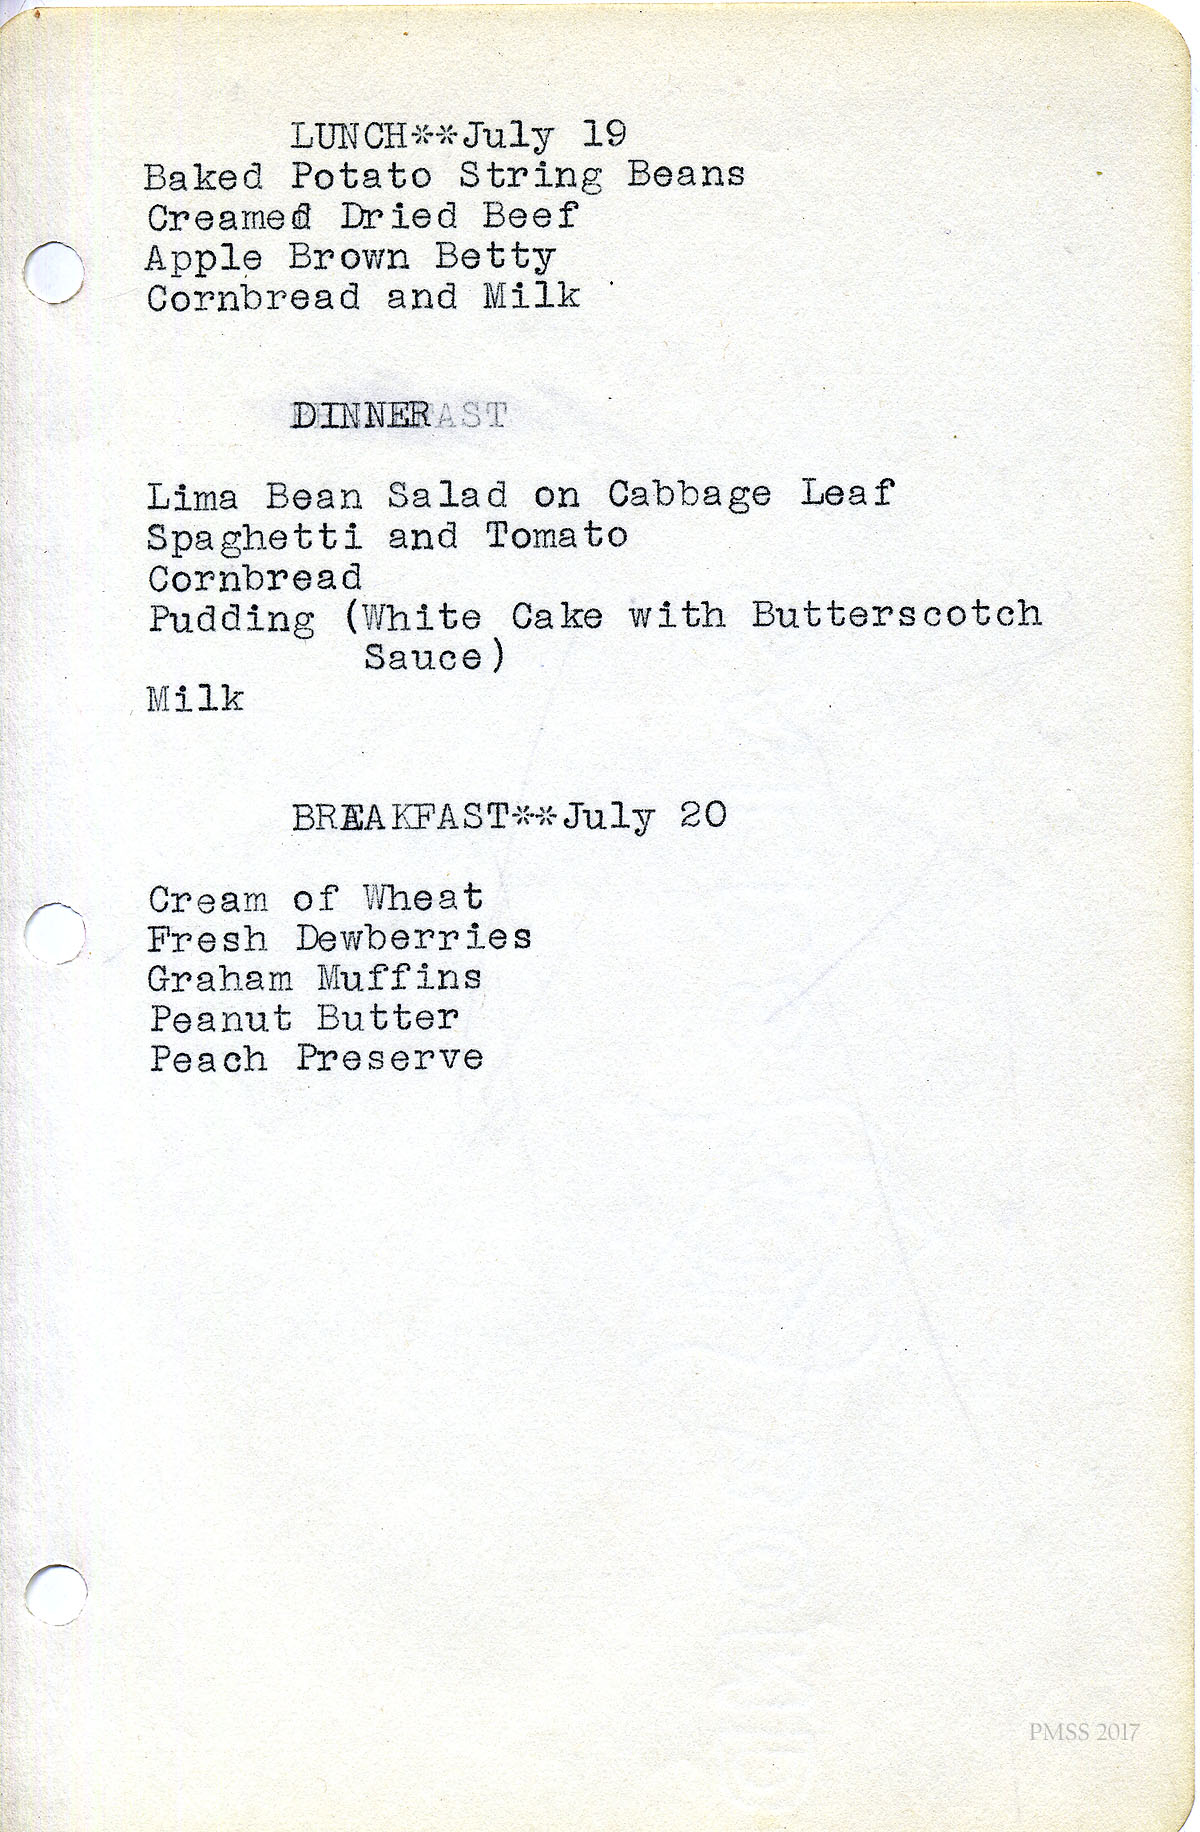 LUNCH**July 19
Baked Potato String Beans
Creamed Dried Beef
Apple Brown Betty
Cornbread and Milk
DINNER
Lima Bean Salad on Cabbage Leaf
Spaghetti and Tomato
Cornbread
Pudding (White Cake with Butterscotch
Sauce)
Milk
BREAKFAST**July 20
Cream of Wheat
Fresh Dewberries
Graham Muffins
Peanut Butter
Peach Preserve
PMSS 2017